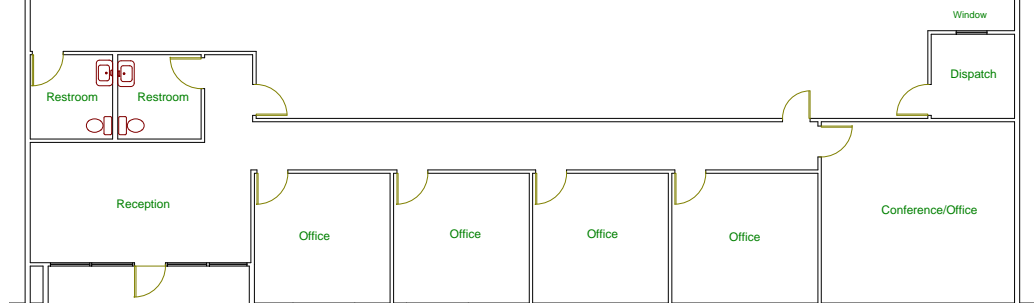 Window
Dispatch
Restroom
Restroom
Reception
Office
Office
Office
Office
Conference/Office